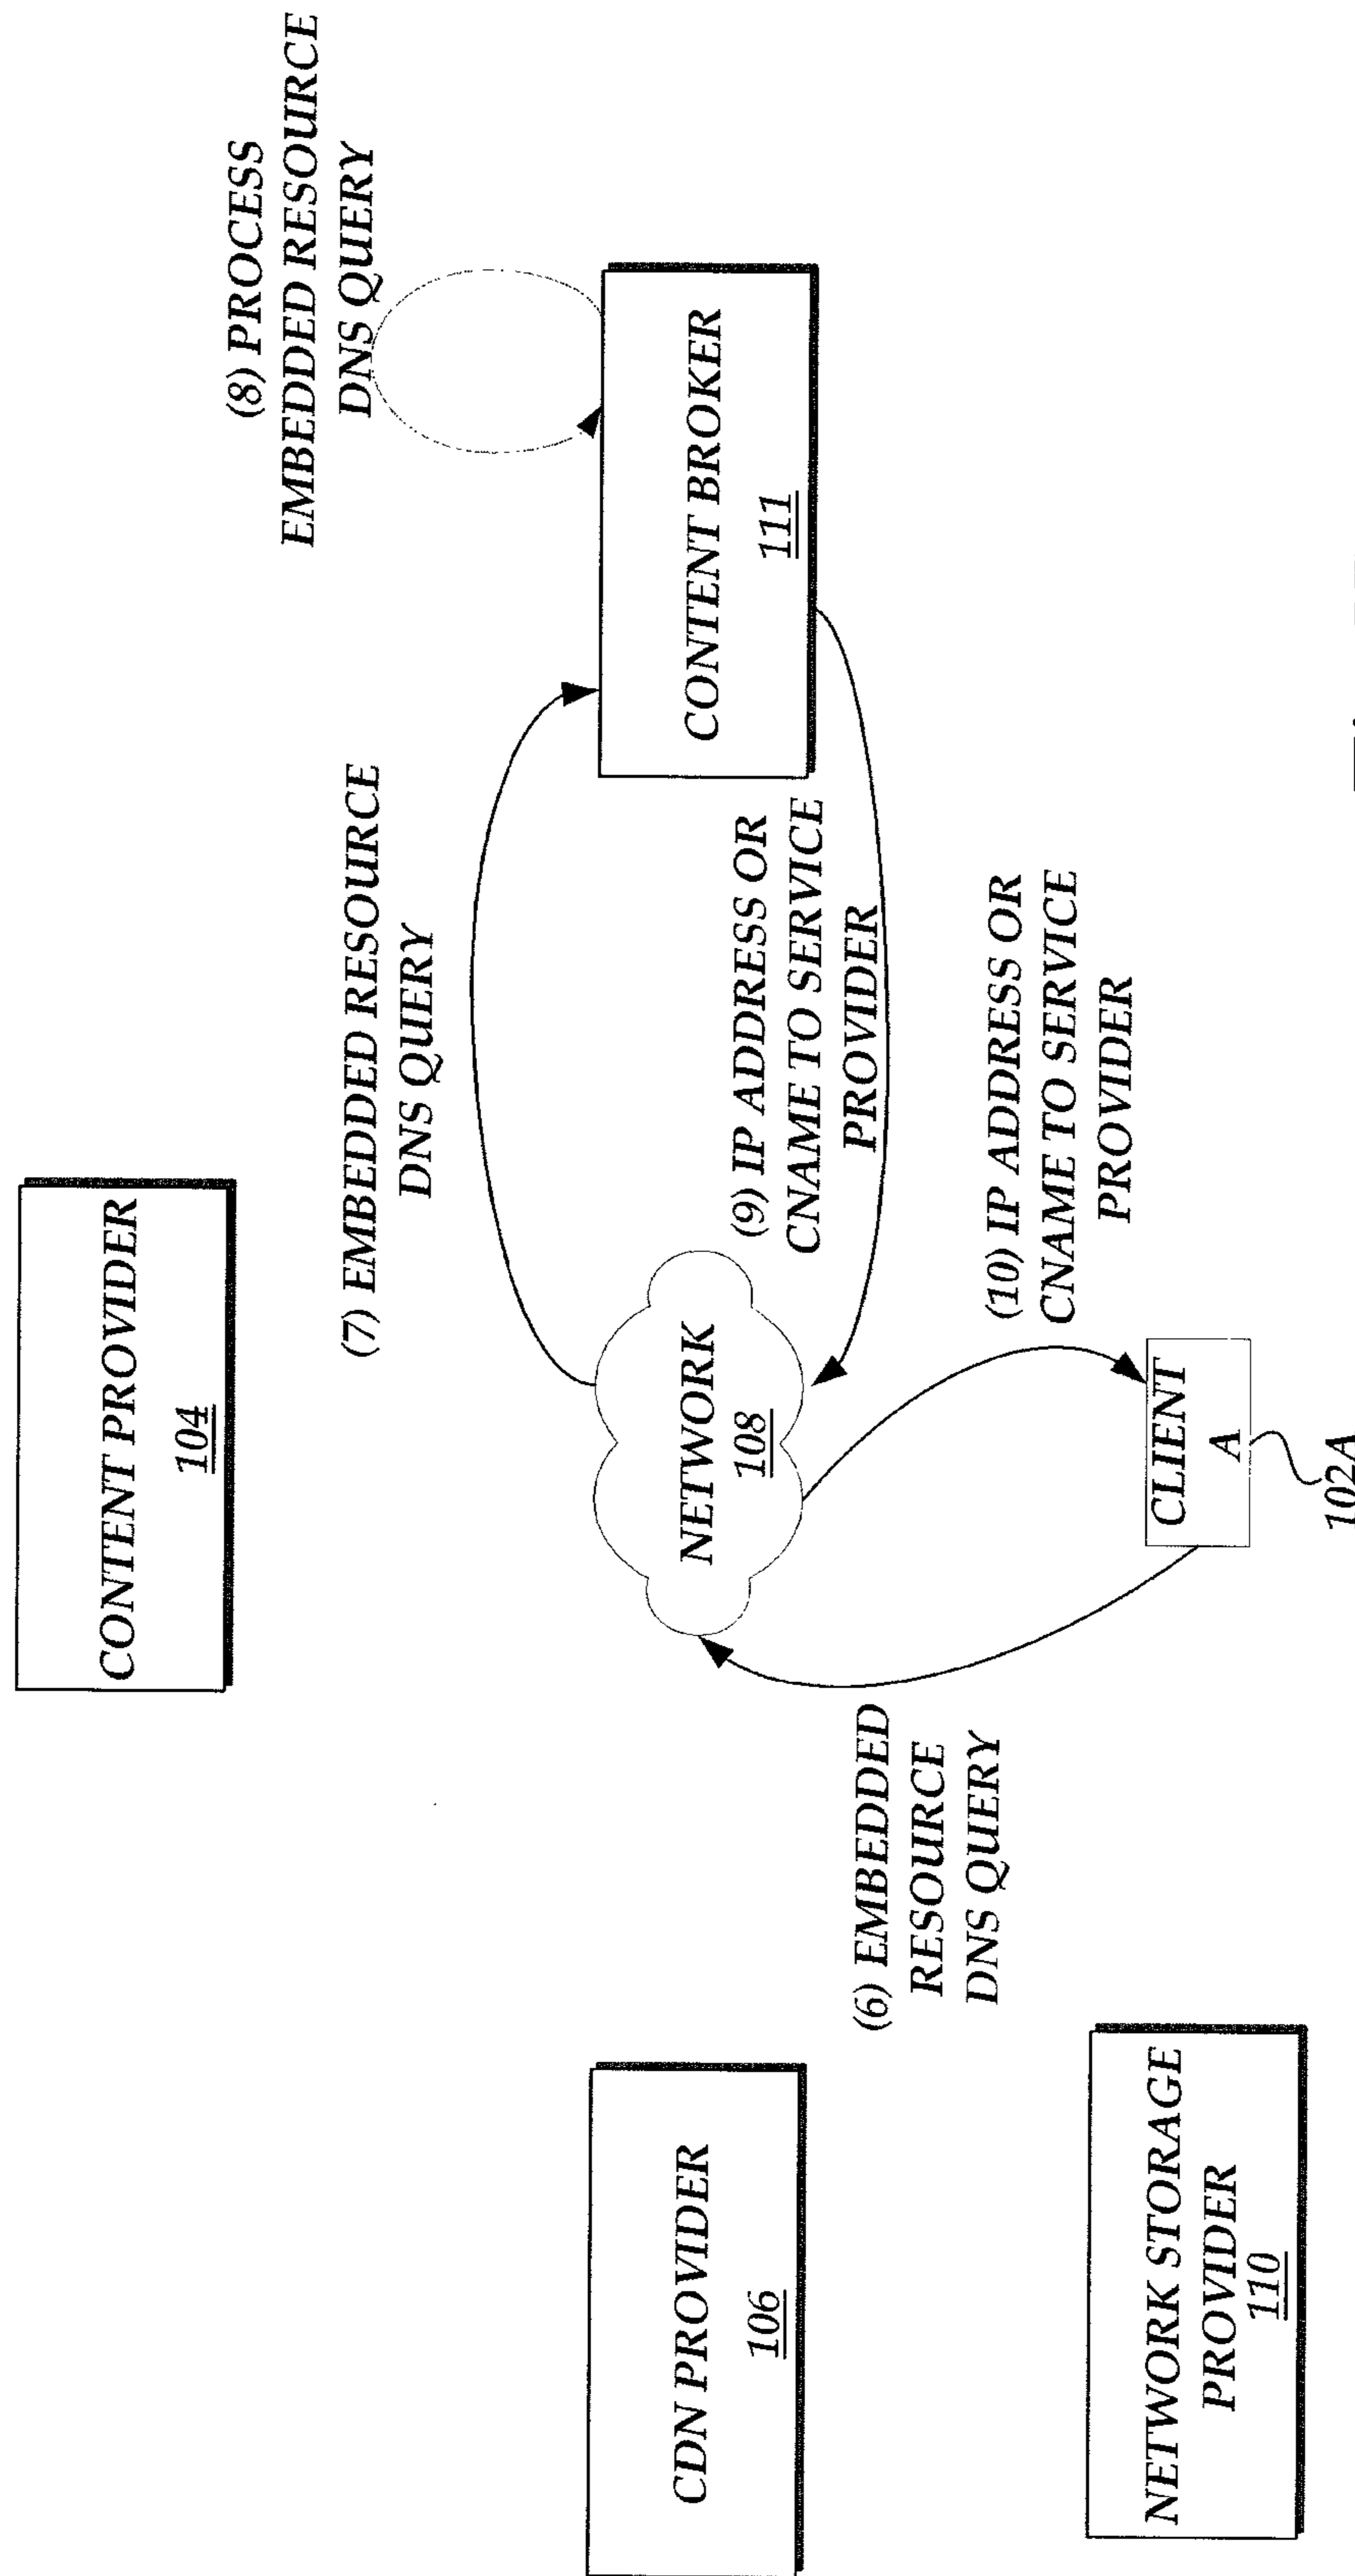 CONTENT PROVIDER
104
(8) PROCESS
EMBEDDED RESOURCE
DNS QUERY
(7) EMBEDDED RESOURCE
DNS QUERY
CDN PROVIDER
106
NETWORK
108
CONTENT BROKER
111
(9) IP ADDRESS OR
CNAME TO SERVICE
PROVIDER
(6) EMBEDDED
RESOURCE
DNS QUERY
(10) IP ADDRESS OR
CNAME TO SERVICE
PROVIDER
NETWORK STORAGE
PROVIDER
110
CLIENT
A
102A